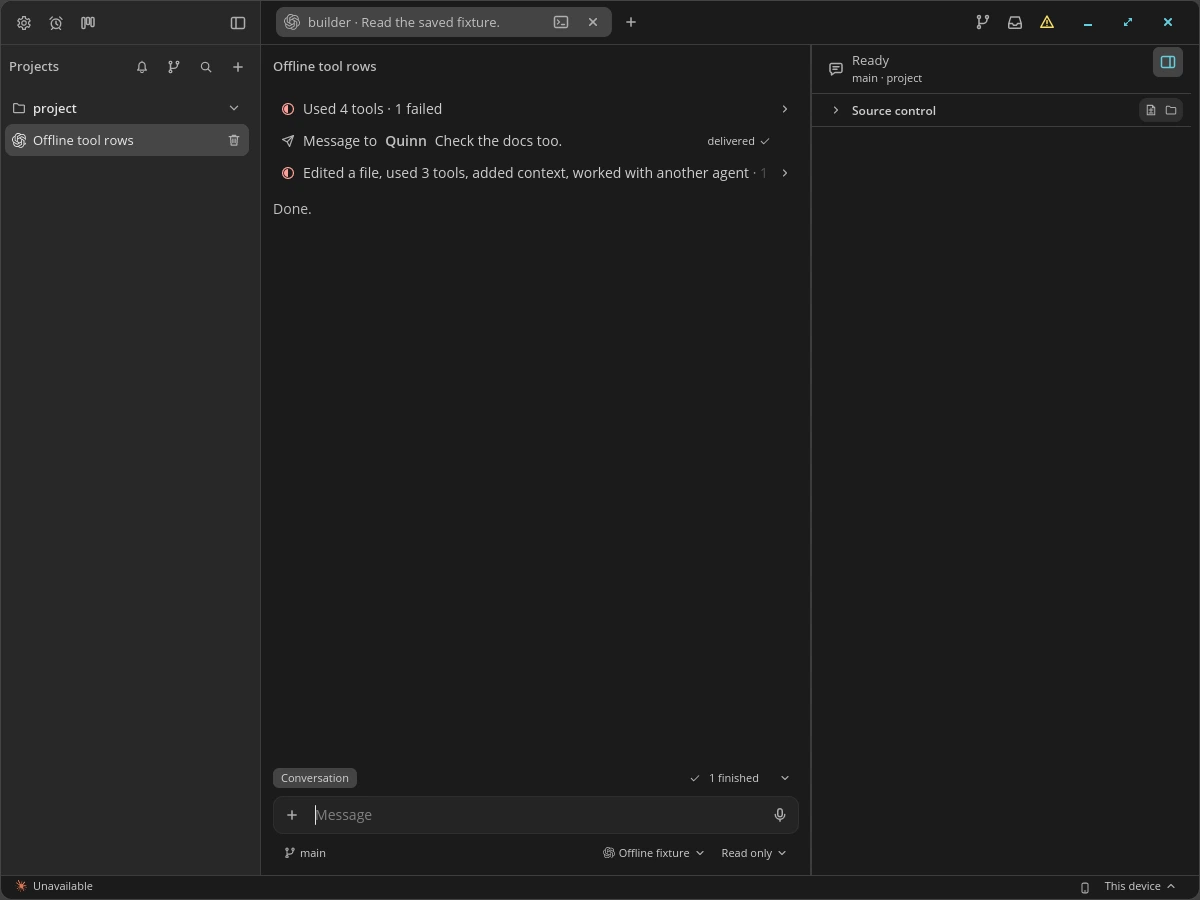 builder · Read the saved fixture.
Projects
project
Offline tool rows
Offline tool rows
Used 4 tools · 1 failed
Message to Quinn Check the docs too. delivered
Edited a file, used 3 tools, added context, worked with another agent · 1
Done.
Ready
main · project
Source control
Conversation
1 finished
Message
main
Offline fixture
Read only
Unavailable
This device